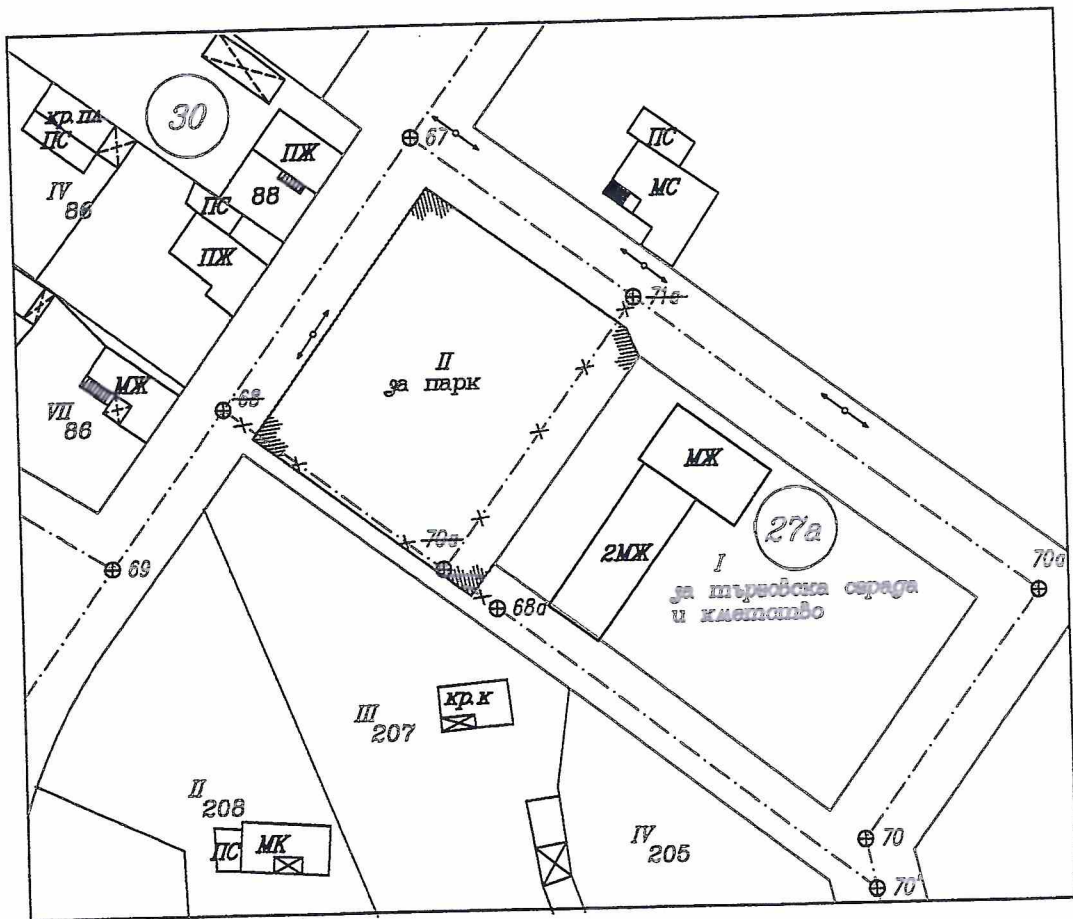 30
кр.пл
ПС
IV
86
ПЖ
88
ПС
ПЖ
67
ПС
МС
71а
II
за парк
68
МЖ
VII
86
МЖ
27а
70а
69
2МЖ
I
за търговска сграда
и кметство
70а
68а
кр.к
III
207
II
208
ПС
МК
IV
205
70
70'